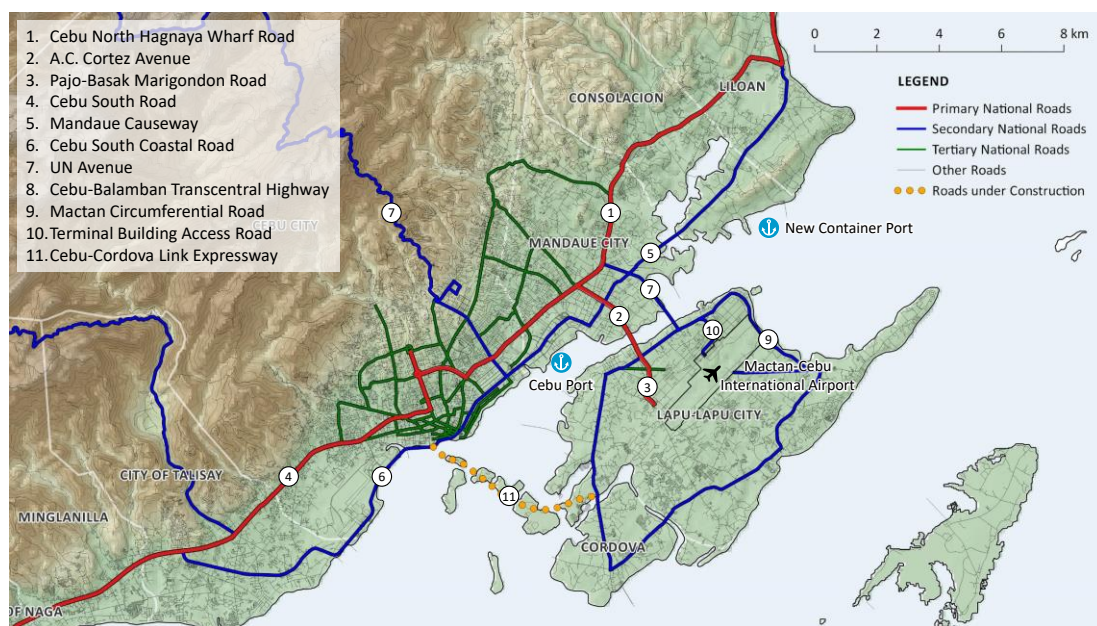 1. Cebu North Hagnaya Wharf Road
2. A.C. Cortez Avenue
3. Pajo-Basak Marigondon Road
4. Cebu South Road
5. Mandaue Causeway
6. Cebu South Coastal Road
7. UN Avenue
8. Cebu-Balamban Transcentral Highway
9. Mactan Circumferential Road
10. Terminal Building Access Road
11. Cebu-Cordova Link Expressway
CEBU CITY
0 2 4 6 8 km
LEGEND
Primary National Roads
Secondary National Roads
Tertiary National Roads
Other Roads
Roads under Construction
LILOAN
CONSOLACION
7
1
New Container Port
MANDAUE CITY
5
7
2
10
9
Cebu Port
Mactan-Cebu
International Airport
3
LAPU-LAPU CITY
CITY OF TALISAY
4
6
11
MINGLANILLA
CORDOVA
OF NAGA